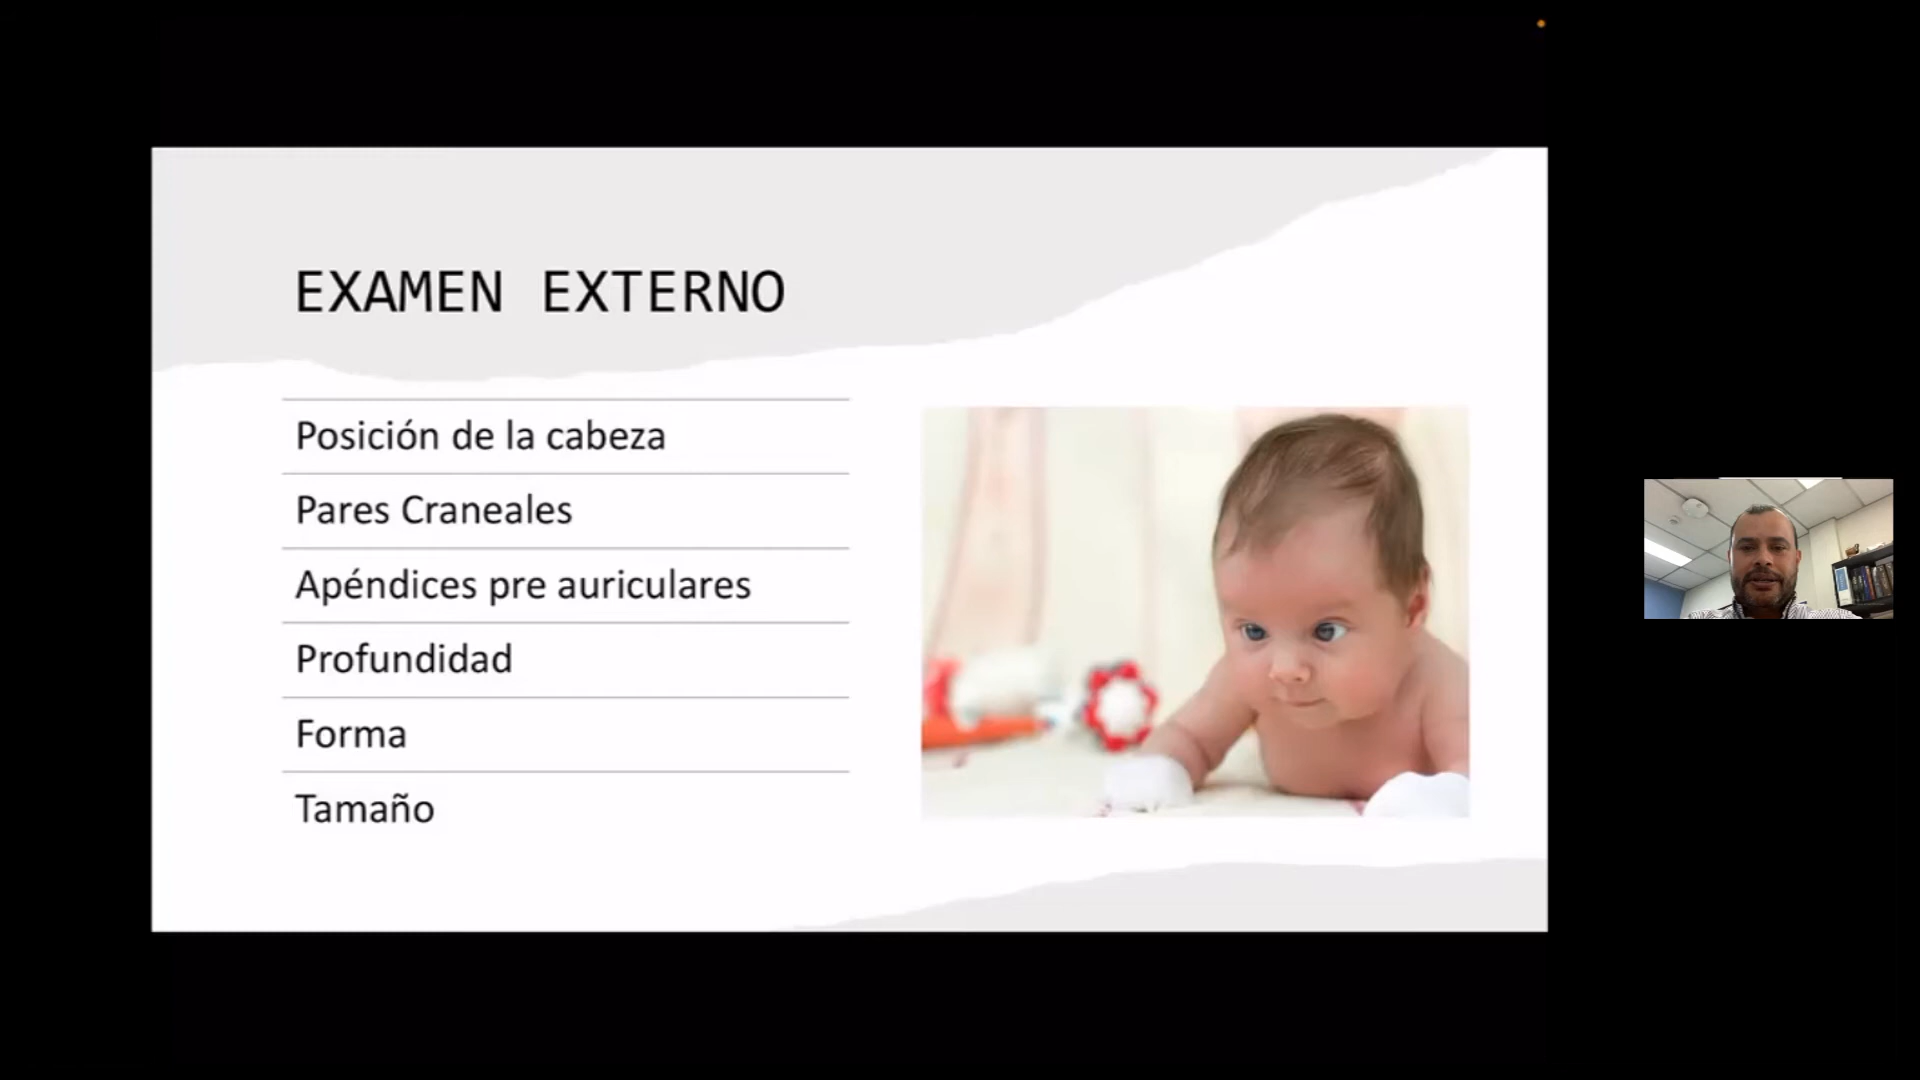 EXAMEN EXTERNO
Posición de la cabeza
Pares Craneales
Apéndices pre auriculares
Profundidad
Forma
Tamaño